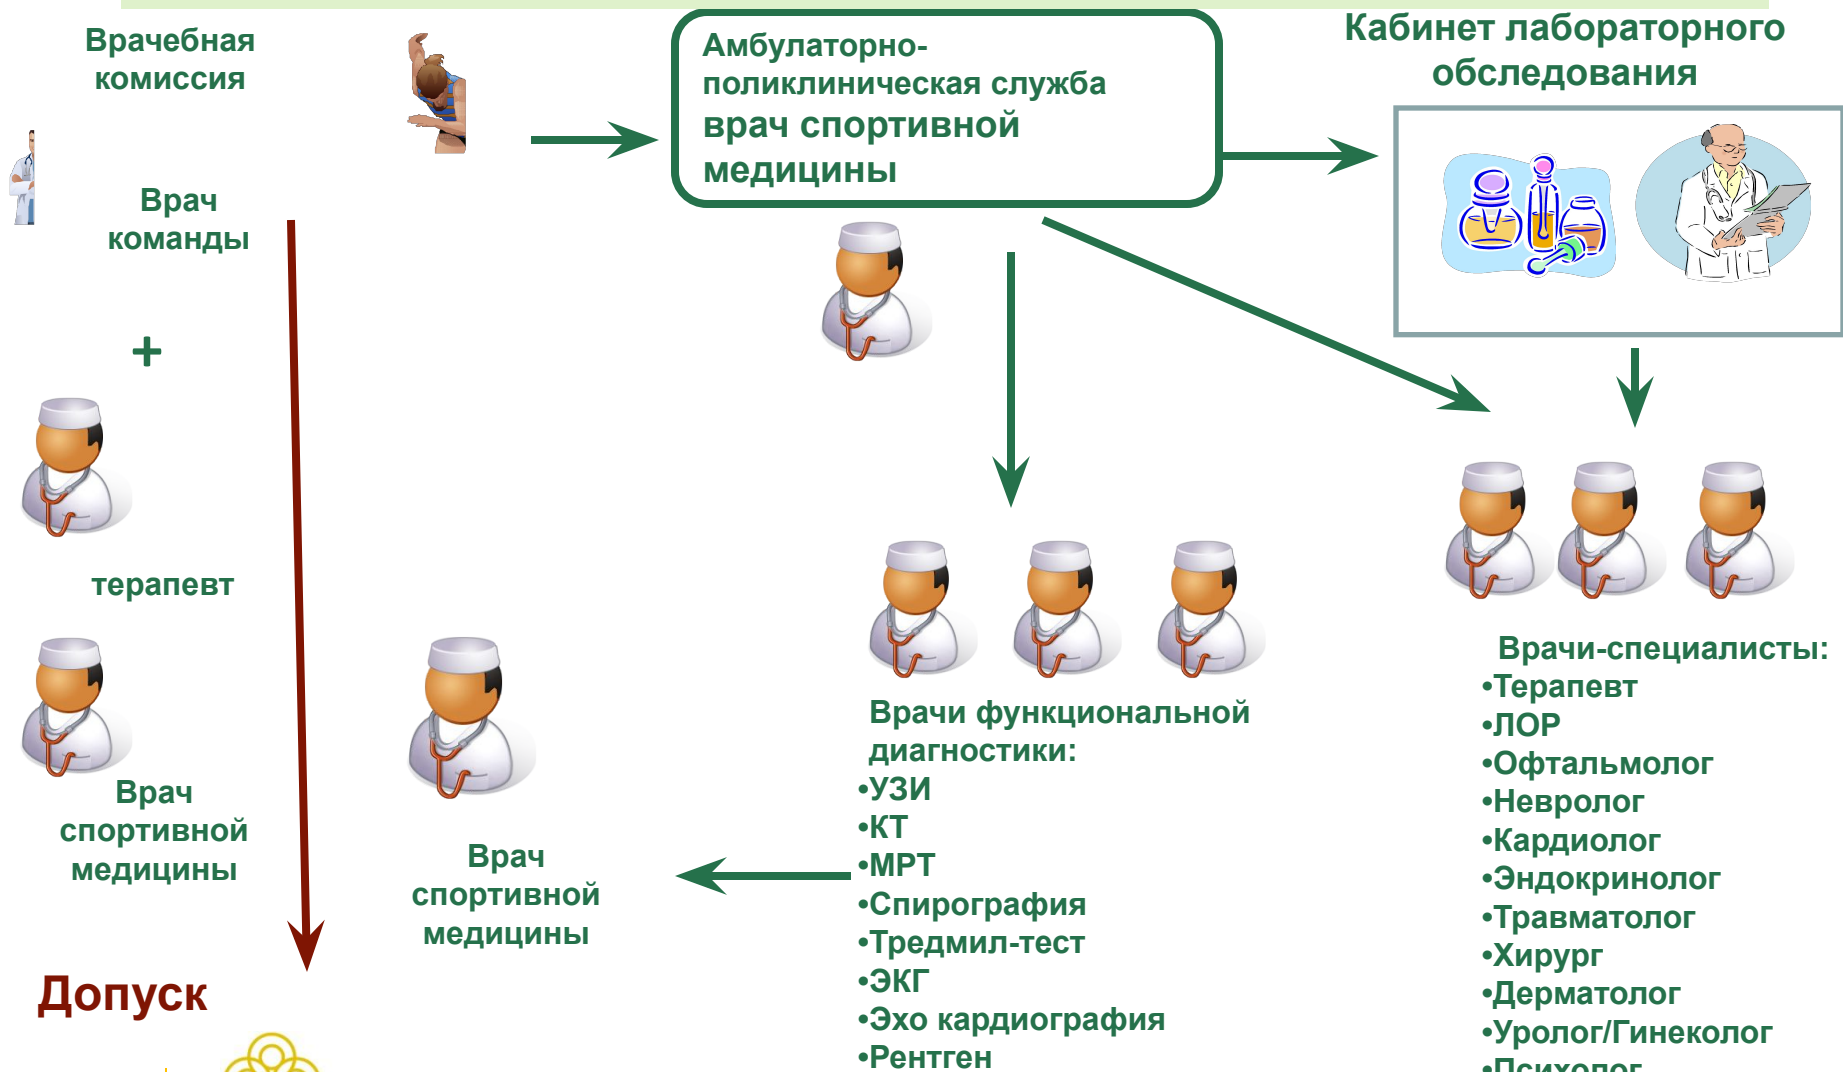 Врачебная
комиссия
Врач
команды
+
терапевт
Врач
спортивной
медицины
Допуск
Амбулаторно-
поликлиническая служба
врач спортивной
медицины
Кабинет лабораторного
обследования
Врач
спортивной
медицины
Врачи функциональной
диагностики:
•УЗИ
•КТ
•МРТ
•Спирография
•Тредмил-тест
•ЭКГ
•Эхо кардиография
•Рентген
Врачи-специалисты:
•Терапевт
•ЛОР
•Офтальмолог
•Невролог
•Кардиолог
•Эндокринолог
•Травматолог
•Хирург
•Дерматолог
•Уролог/Гинеколог
•Психолог